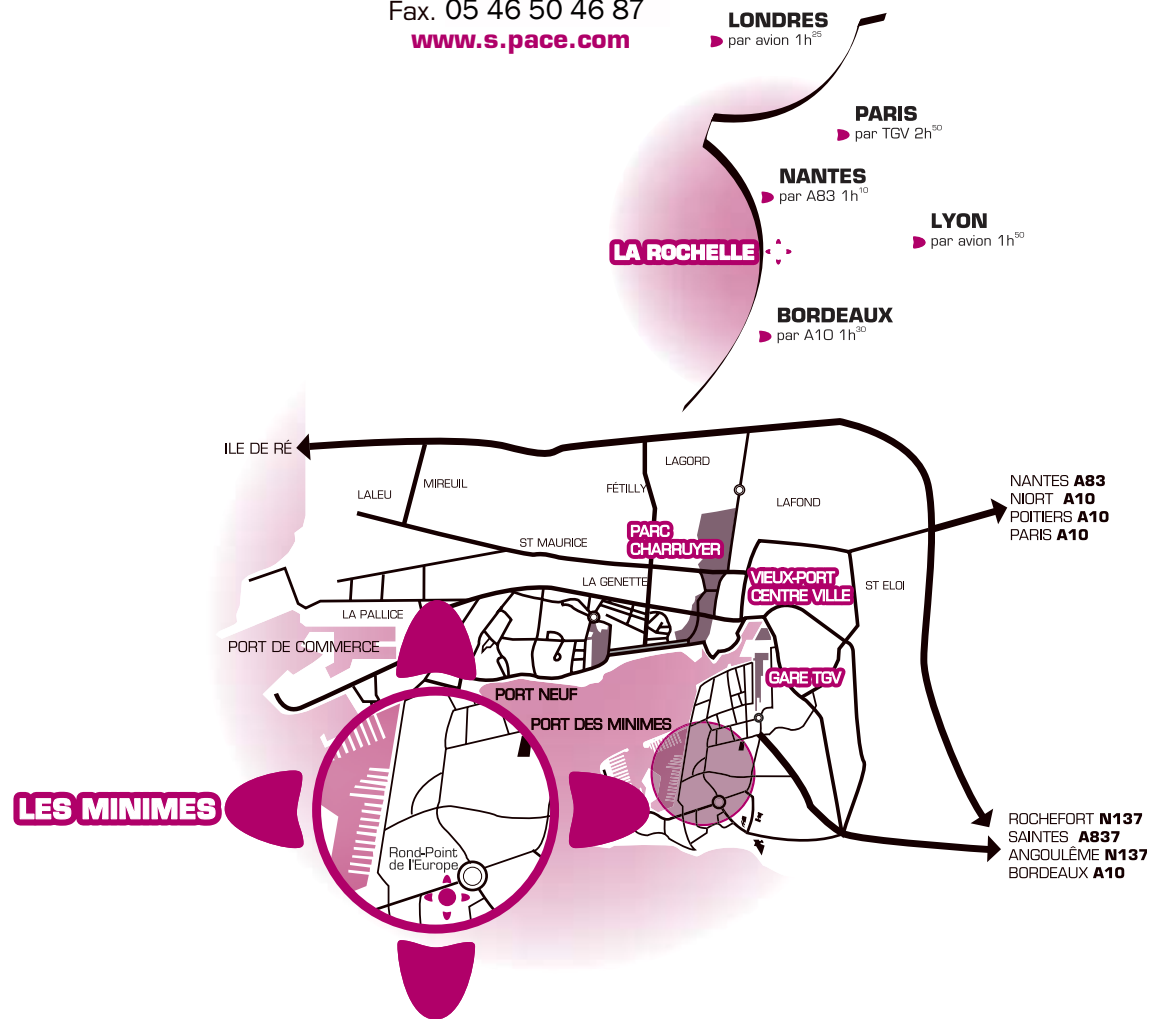 Fax. 05 46 50 46 87
www.s.pace.com
LONDRES
par avion 1h25
PARIS
par TGV 2h50
NANTES
par A83 1h10
LYON
par avion 1h50
LA ROCHELLE
BORDEAUX
par A10 1h30
ILE DE RÉ
LALEU
MIREUIL
FÉTILLY
LAGORD
LAFOND
NANTES A83
NIORT A10
POITIERS A10
PARIS A10
ST MAURICE
PARC
CHARRUYER
LA GENETTE
VIEUX-PORT
CENTRE VILLE
ST ELOI
LA PALLICE
PORT DE COMMERCE
GARE TGV
PORT NEUF
PORT DES MINIMES
LES MINIMES
Rond-Point
de l'Europe
ROCHEFORT N137
SAINTES A837
ANGOULÊME N137
BORDEAUX A10